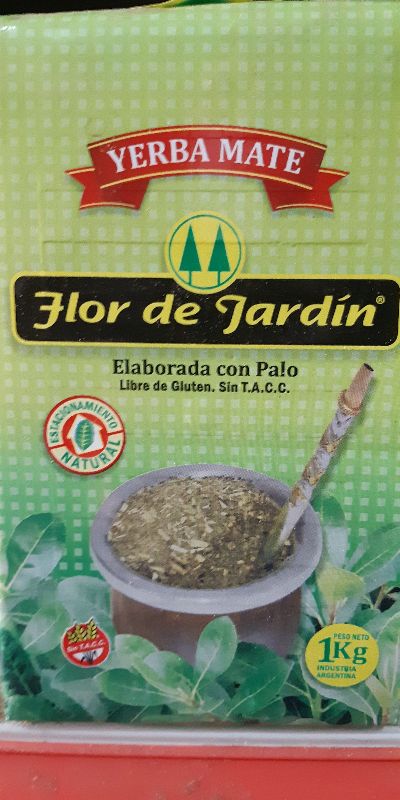 YERBA MATE
Flor de Jardín®
Elaborada con Palo
Libre de Gluten. Sin T.A.C.C.
ESTACIONAMIENTO
NATURAL
Sin T.A.C.C.
PESO NETO
1Kg
INDUSTRIA
ARGENTINA